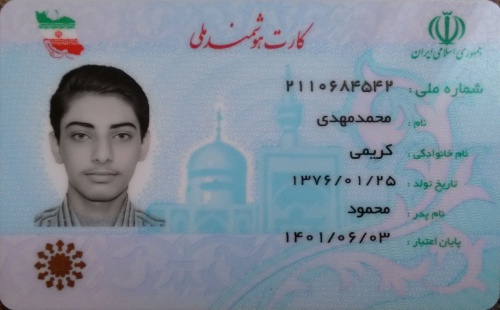 کارت هوشمند ملی
جمهوری اسلامی ایران
شماره ملی: ۲۱۱۰۶۸۴۵۴۲
نام: محمدمهدی
نام خانوادگی: کریمی
تاریخ تولد: ۱۳۷۶/۰۱/۲۵
نام پدر: محمود
پایان اعتبار: ۱۴۰۱/۰۶/۰۳